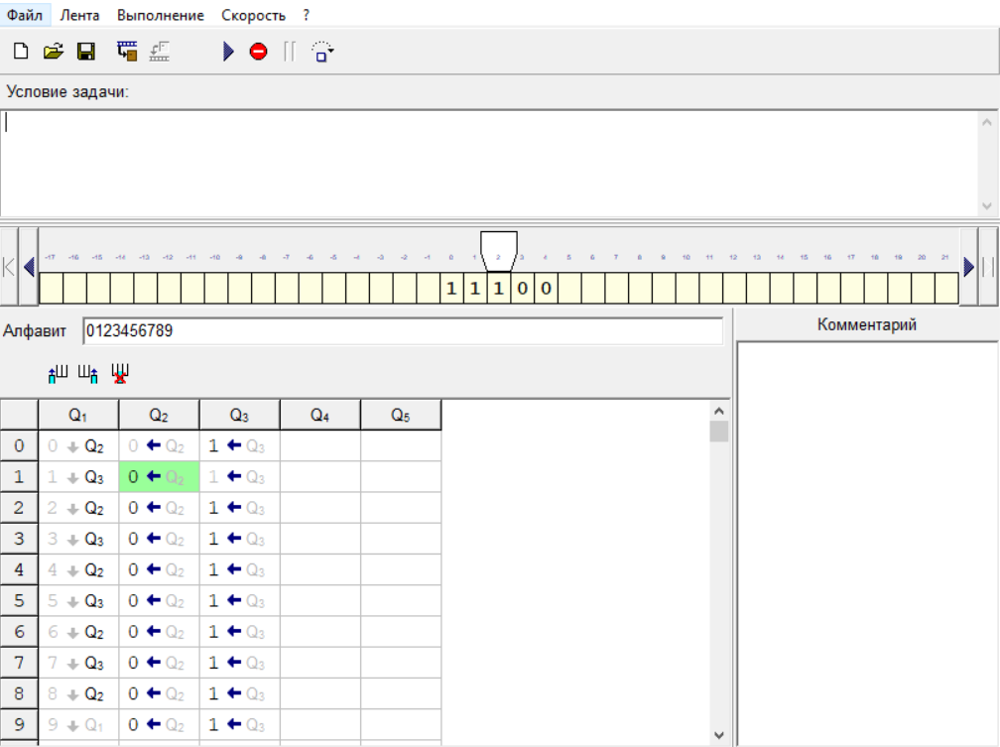 Файл Лента Выполнение Скорость ?
Условие задачи:
-17 -16 -15 -14 -13 -12 -11 -10 -9 -8 -7 -6 -5 -4 -3 -2 -1 0 1 2 3 4 5 6 7 8 9 10 11 12 13 14 15 16 17 18 19 20 21
1 1 1 0 0
Алфавит 0123456789
Комментарий
Q1 Q2 Q3 Q4 Q5
0 0 Q2 0 Q2 1 Q3
1 1 Q3 0 Q2 1 Q3
2 2 Q2 0 Q2 1 Q3
3 3 Q3 0 Q2 1 Q3
4 4 Q2 0 Q2 1 Q3
5 5 Q3 0 Q2 1 Q3
6 6 Q2 0 Q2 1 Q3
7 7 Q3 0 Q2 1 Q3
8 8 Q2 0 Q2 1 Q3
9 9 Q1 0 Q2 1 Q3